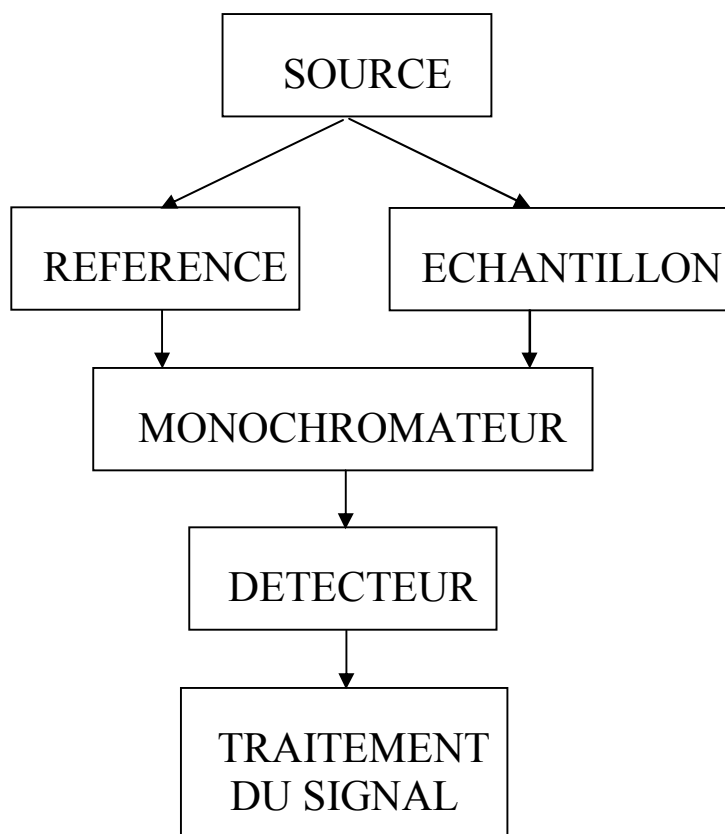 SOURCE
REFERENCE
ECHANTILLON
MONOCHROMATEUR
DETECTEUR
TRAITEMENT
DU SIGNAL